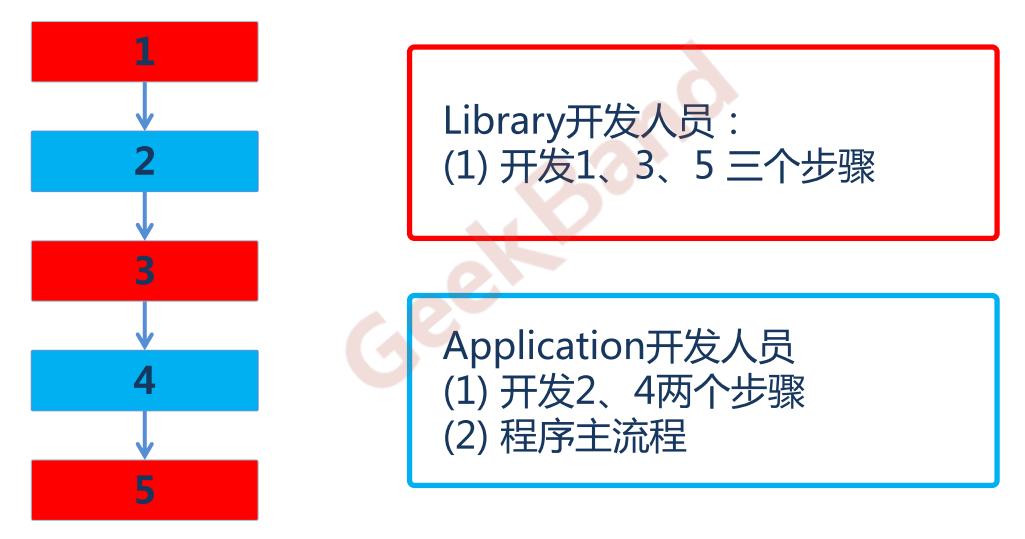 1
2
3
4
5
Library开发人员：
(1) 开发1、3、5 三个步骤
Application开发人员
(1) 开发2、4两个步骤
(2) 程序主流程
GeekBand